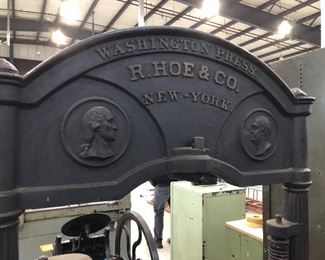 WASHINGTON PRESS.
R. HOE & CO.
NEW-YORK.